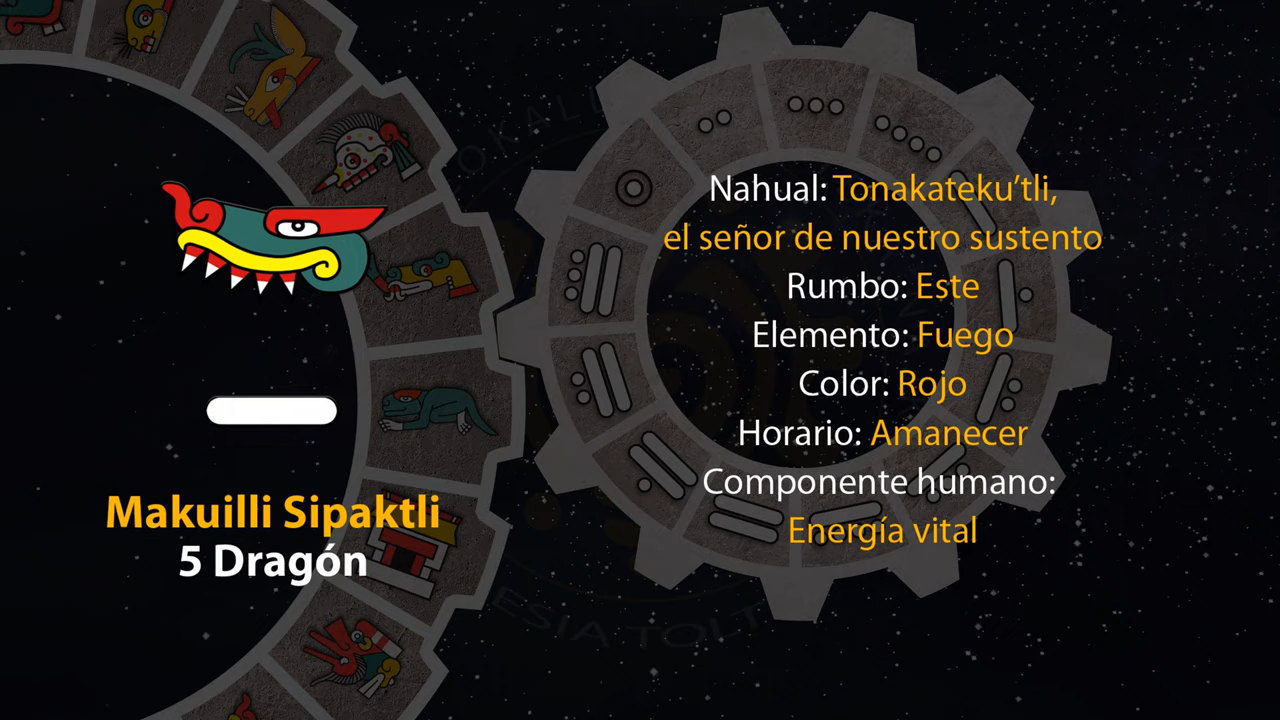 Makuilli Sipaktli
5 Dragón
Nahual: Tonakateku’tli,
el señor de nuestro sustento
Rumbo: Este
Elemento: Fuego
Color: Rojo
Horario: Amanecer
Componente humano:
Energía vital